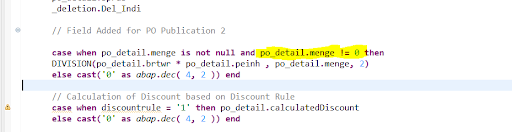 _deletion.Del_Indi
// Field Added for PO Publication 2
case when po_detail.menge is not null and po_detail.menge != 0 then
DIVISION(po_detail.brtwr * po_detail.peinh , po_detail.menge, 2)
else cast('0' as abap.dec( 4, 2 )) end
// Calculation of Discount based on Discount Rule
case when discountrule = '1' then po_detail.calculatedDiscount
else cast('0' as abap.dec( 4, 2 )) end